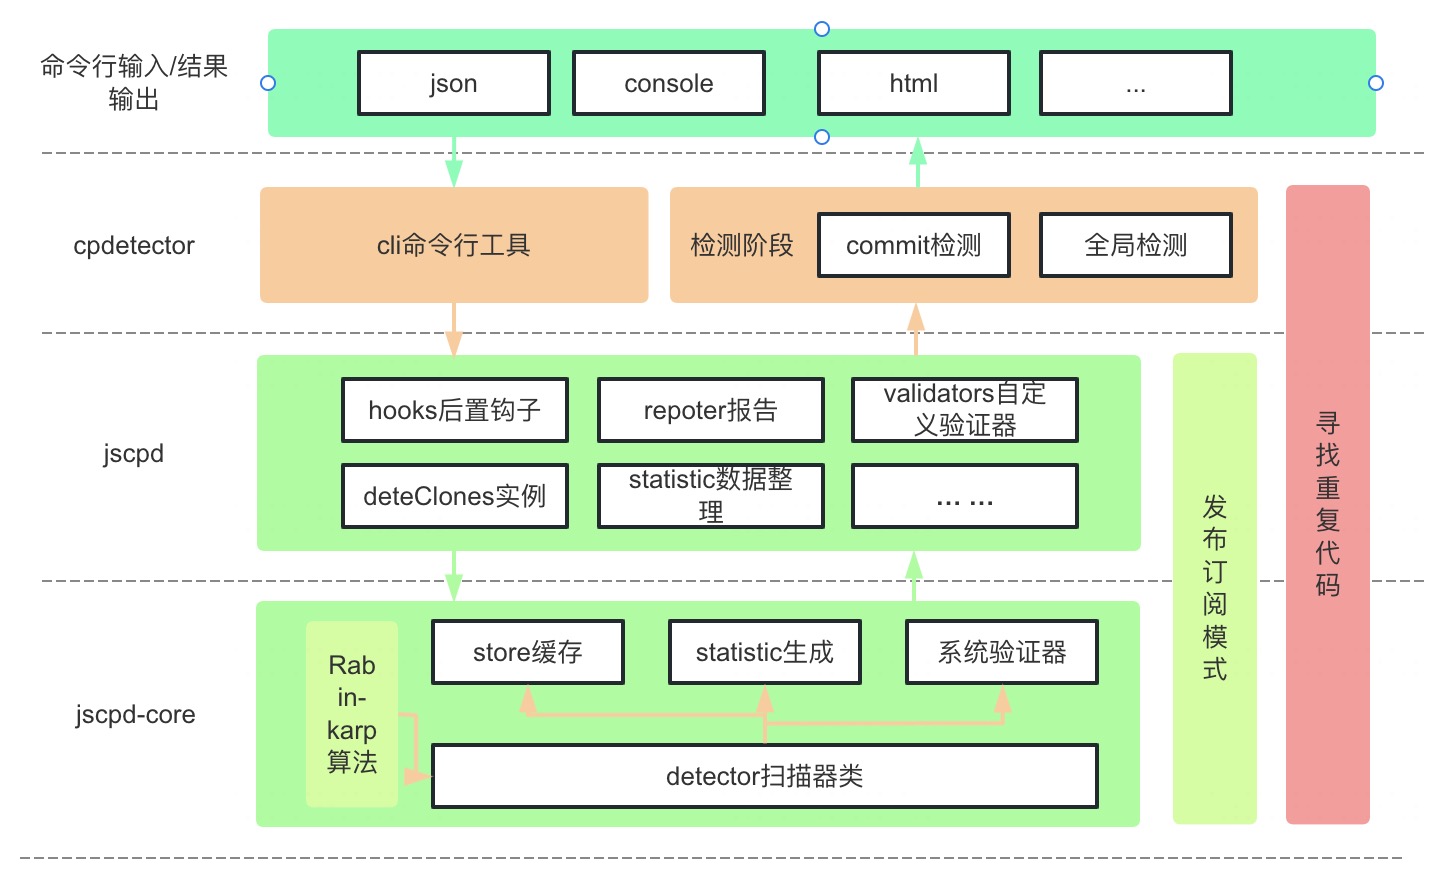 命令行输入/结果
输出
json
console
html
...
cpdetector
cli命令行工具
检测阶段
commit检测
全局检测
jscpd
hooks后置钩子
repoter报告
validators自定
义验证器
deteClones实例
statistic数据整
理
... ...
jscpd-core
Rab
in-
karp
算法
store缓存
statistic生成
系统验证器
detector扫描器类
发
布
订
阅
模
式
寻
找
重
复
代
码